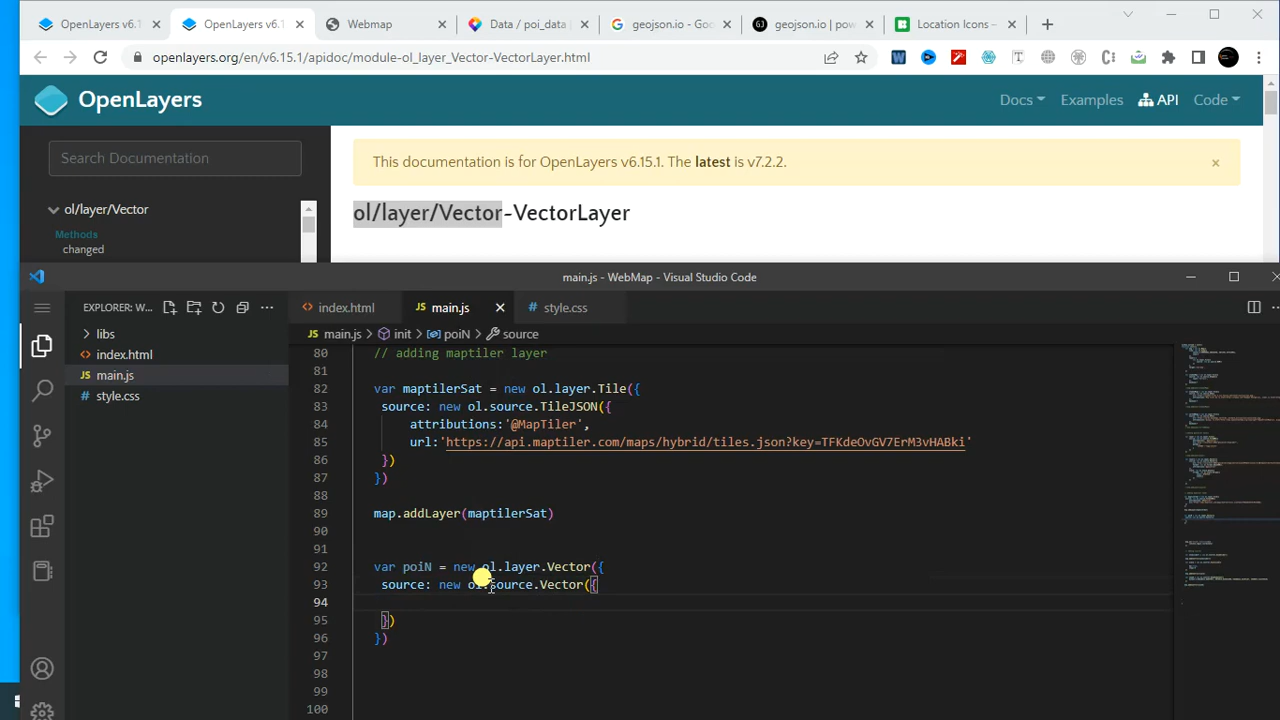 OpenLayers v6.1
OpenLayers v6.1
Webmap
Data / poi_data
geojson.io - Goo
geojson.io | pow
Location Icons –
openlayers.org/en/v6.15.1/apidoc/module-ol_layer_Vector-VectorLayer.html
OpenLayers
Docs
Examples
API
Code
Search Documentation
This documentation is for OpenLayers v6.15.1. The latest is v7.2.2.
×
ol/layer/Vector
Methods
changed
ol/layer/Vector-VectorLayer
main.js - WebMap - Visual Studio Code
EXPLORER: W...
libs
index.html
main.js
style.css
index.html
JS main.js
style.css
JS main.js > init > poiN > source
80 // adding maptiler layer
81
82 var maptilerSat = new ol.layer.Tile({
83 source: new ol.source.TileJSON({
84 attributions:'@MapTiler',
85 url:'https://api.maptiler.com/maps/hybrid/tiles.json?key=TFKdeOvGV7ErM3vHABki'
86 })
87 })
88
89 map.addLayer(maptilerSat)
90
91
92 var poiN = new ol.layer.Vector({
93 source: new ol.source.Vector({
94
95 })
96 })
97
98
99
100